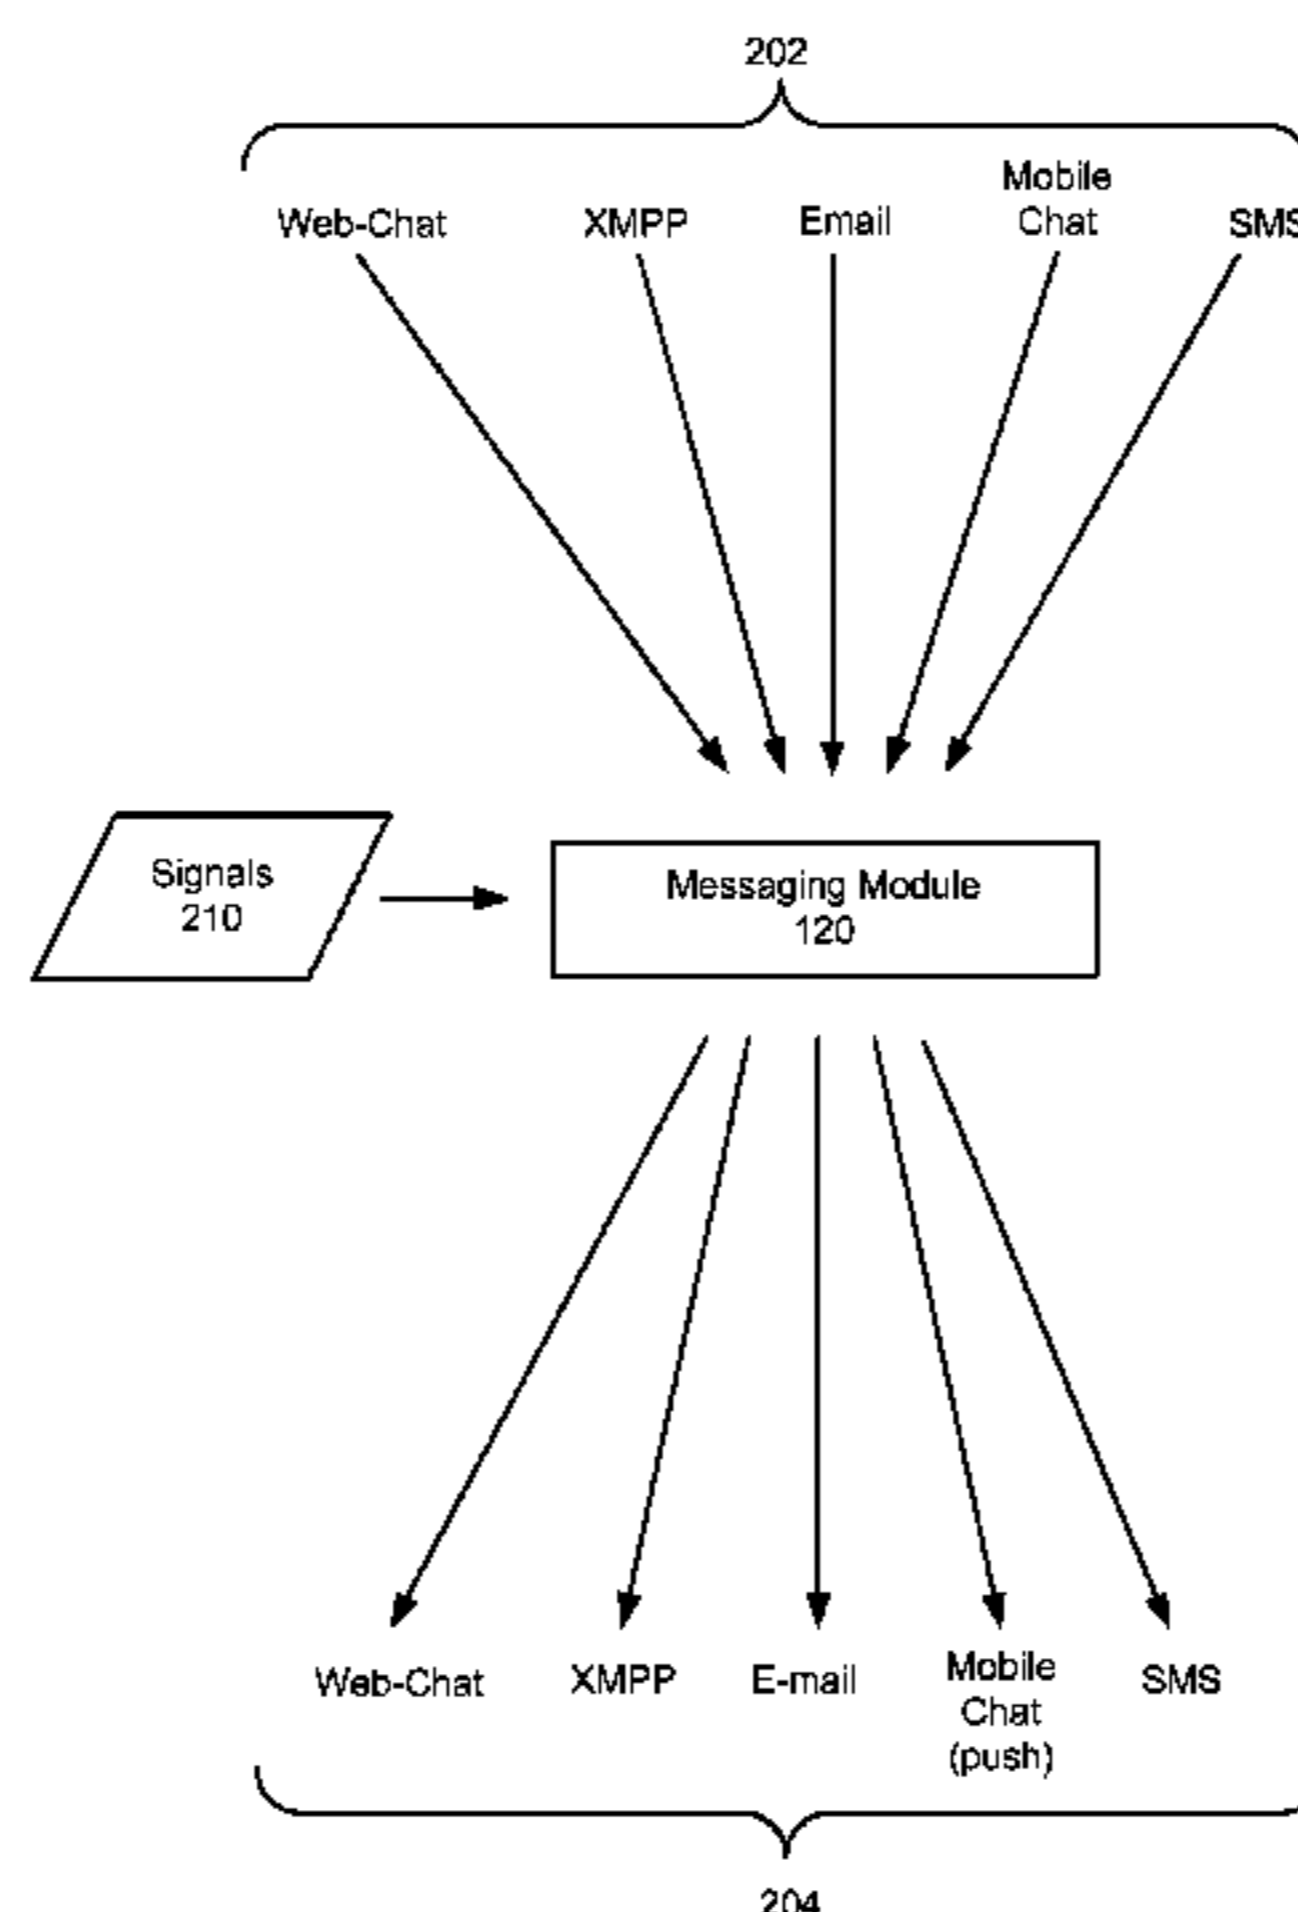 202
Web-Chat XMPP Email Mobile Chat SMS
Signals
210
Messaging Module
120
Web-Chat XMPP E-mail Mobile Chat (push) SMS
204